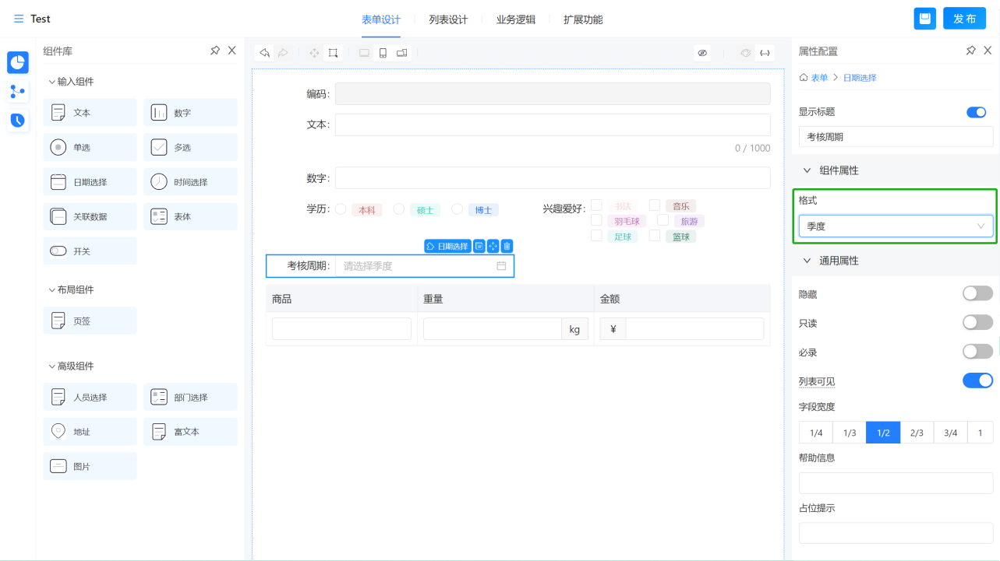 Test
表单设计
列表设计
业务逻辑
扩展功能
发布
组件库
输入组件
文本
数字
单选
多选
日期选择
时间选择
关联数据
表体
开关
布局组件
页签
高级组件
人员选择
部门选择
地址
富文本
图片
编码:
文本:
0 / 1000
数字:
学历:
本科
硕士
博士
兴趣爱好:
书法
音乐
羽毛球
旅游
足球
篮球
日期选择
考核周期:
请选择季度
商品
重量
金额
kg
¥
属性配置
表单 > 日期选择
显示标题
考核周期
组件属性
格式
季度
通用属性
隐藏
只读
必录
列表可见
字段宽度
1/4 1/3 1/2 2/3 3/4 1
帮助信息
占位提示